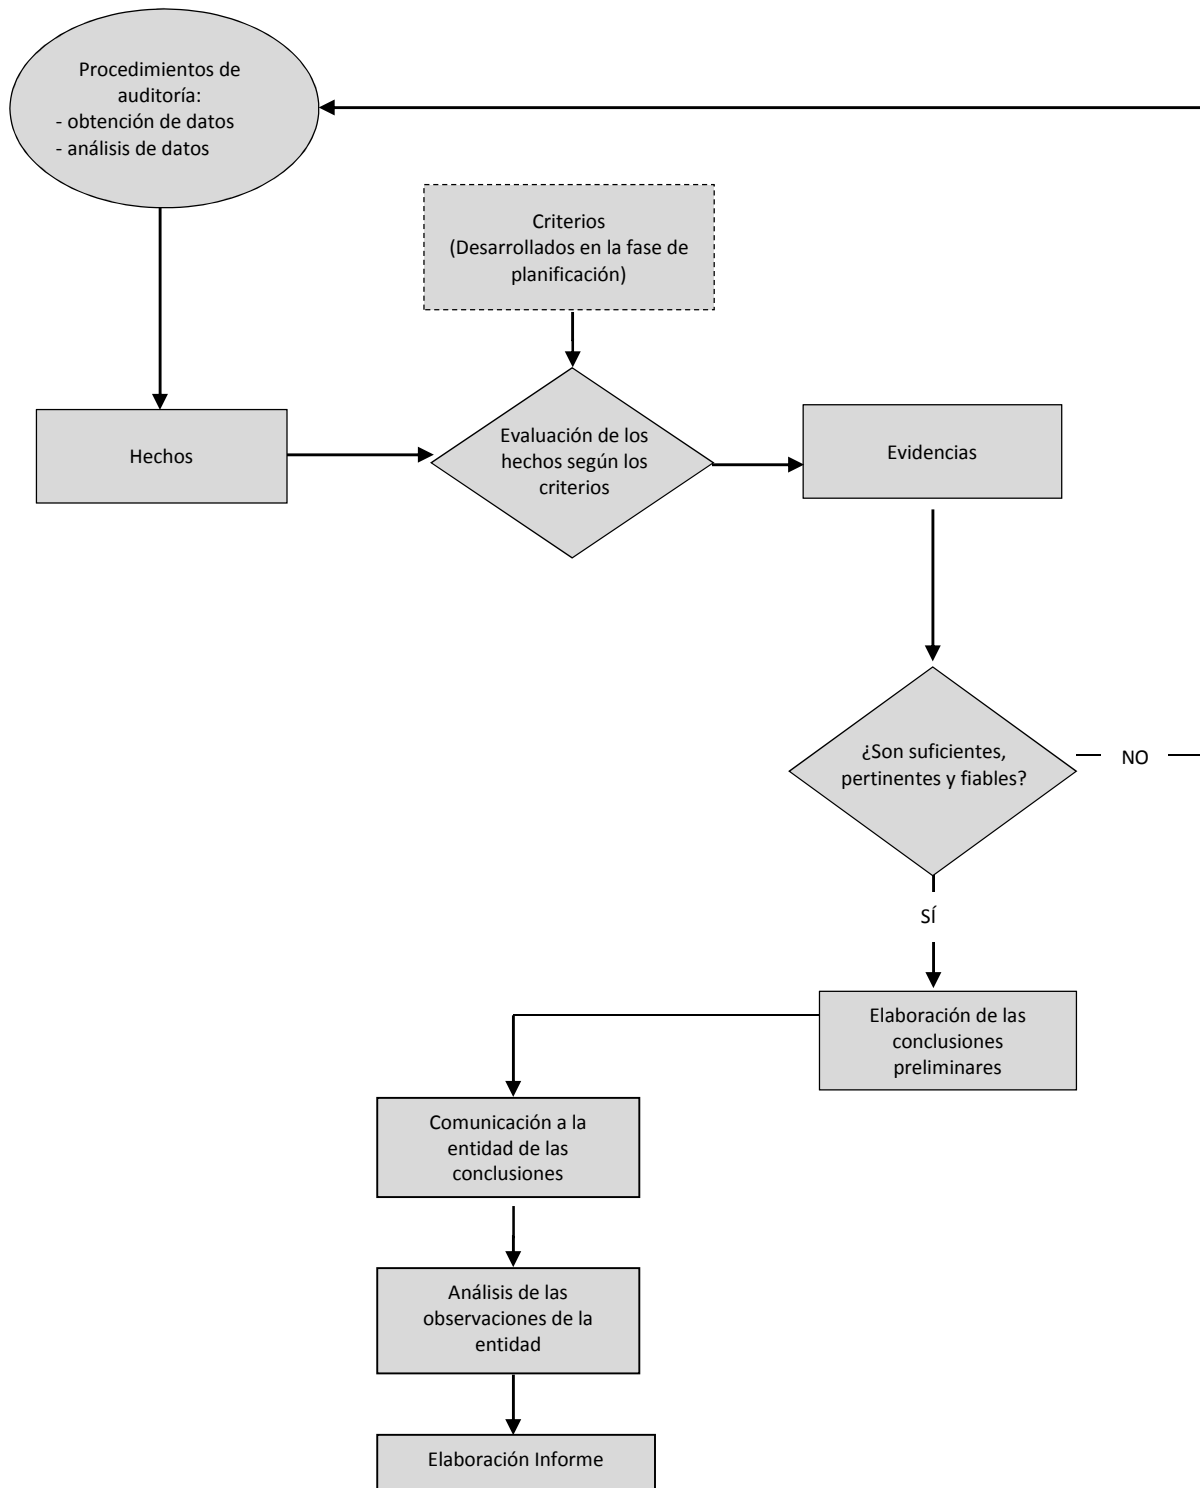 Procedimientos de
auditoría:
- obtención de datos
- análisis de datos
Criterios
(Desarrollados en la fase de
planificación)
Hechos
Evaluación de los
hechos según los
criterios
Evidencias
¿Son suficientes,
pertinentes y fiables?
NO
SÍ
Elaboración de las
conclusiones
preliminares
Comunicación a la
entidad de las
conclusiones
Análisis de las
observaciones de la
entidad
Elaboración Informe